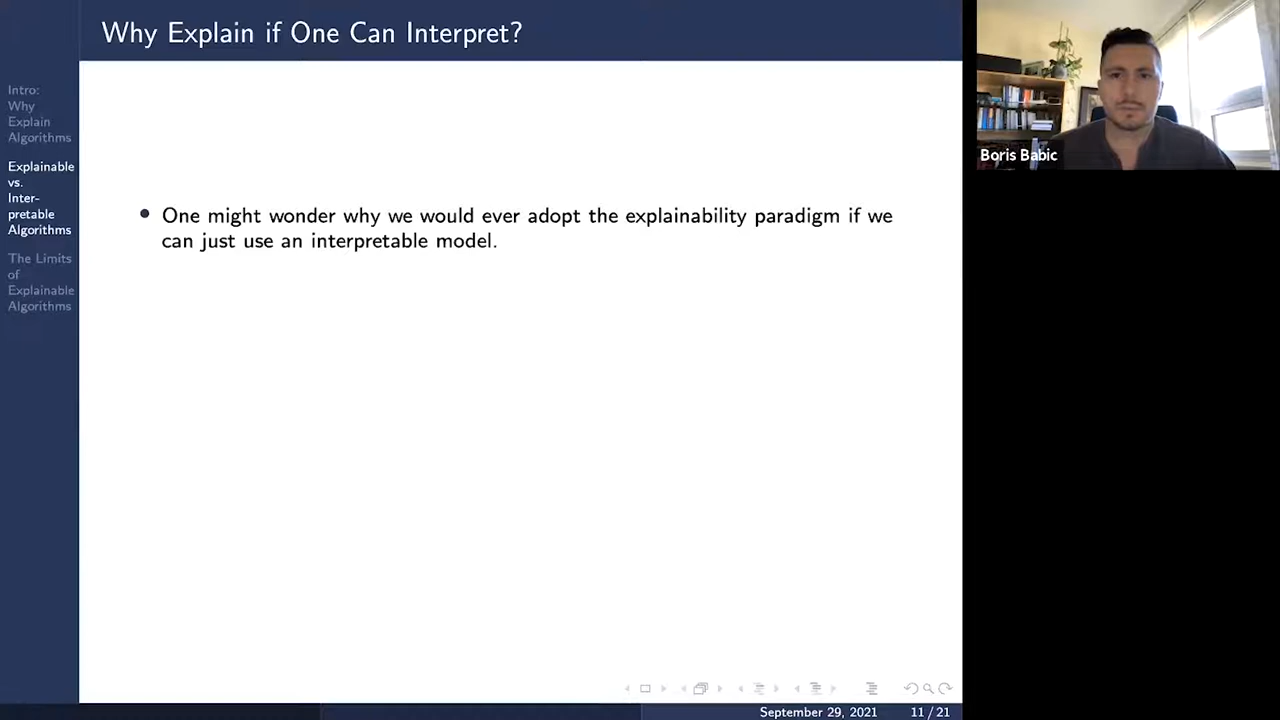 Why Explain if One Can Interpret?
Intro:
Why
Explain
Algorithms
Explainable
vs.
Inter-
pretable
Algorithms
The Limits
of
Explainable
Algorithms
• One might wonder why we would ever adopt the explainability paradigm if we
can just use an interpretable model.
September 29, 2021 11 / 21
Boris Babic